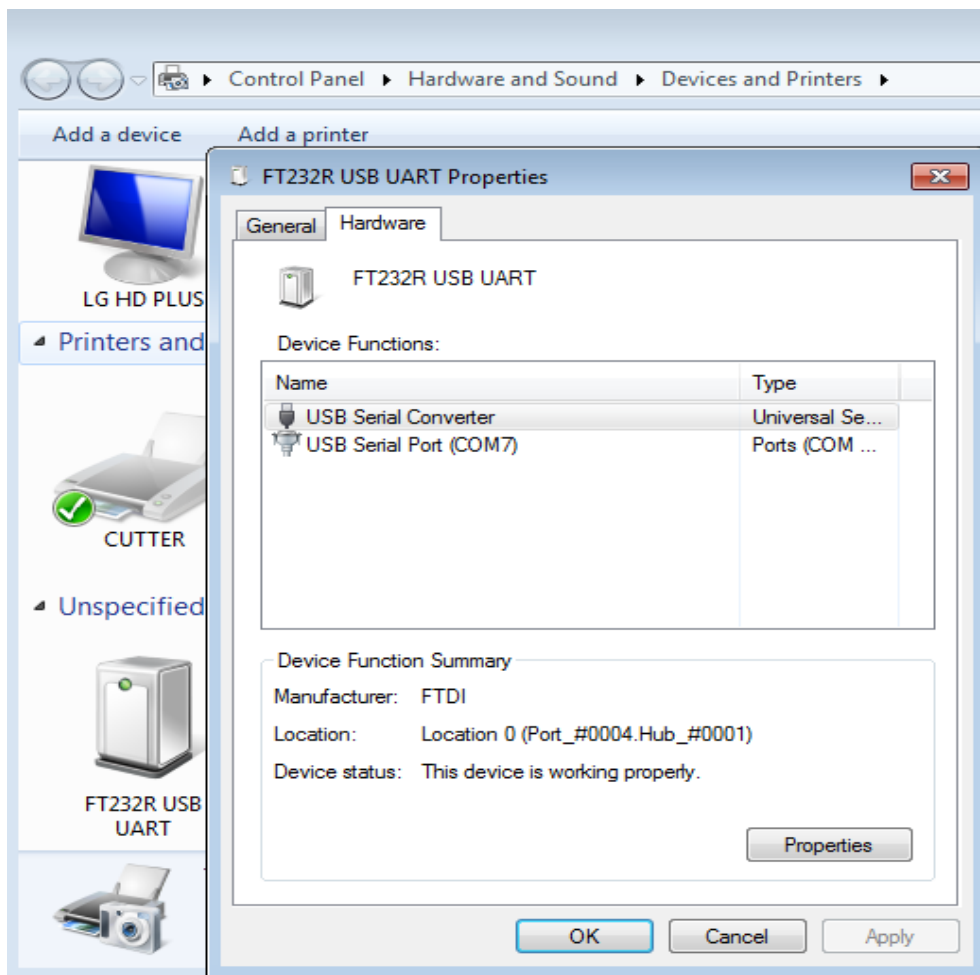 Control Panel Hardware and Sound Devices and Printers
Add a device Add a printer
LG HD PLUS
Printers and
CUTTER
Unspecified
FT232R USB
UART
FT232R USB UART Properties
General Hardware
FT232R USB UART
Device Functions:
Name Type
USB Serial Converter Universal Se...
USB Serial Port (COM7) Ports (COM ...
Device Function Summary
Manufacturer: FTDI
Location: Location 0 (Port_#0004.Hub_#0001)
Device status: This device is working properly.
Properties
OK Cancel Apply